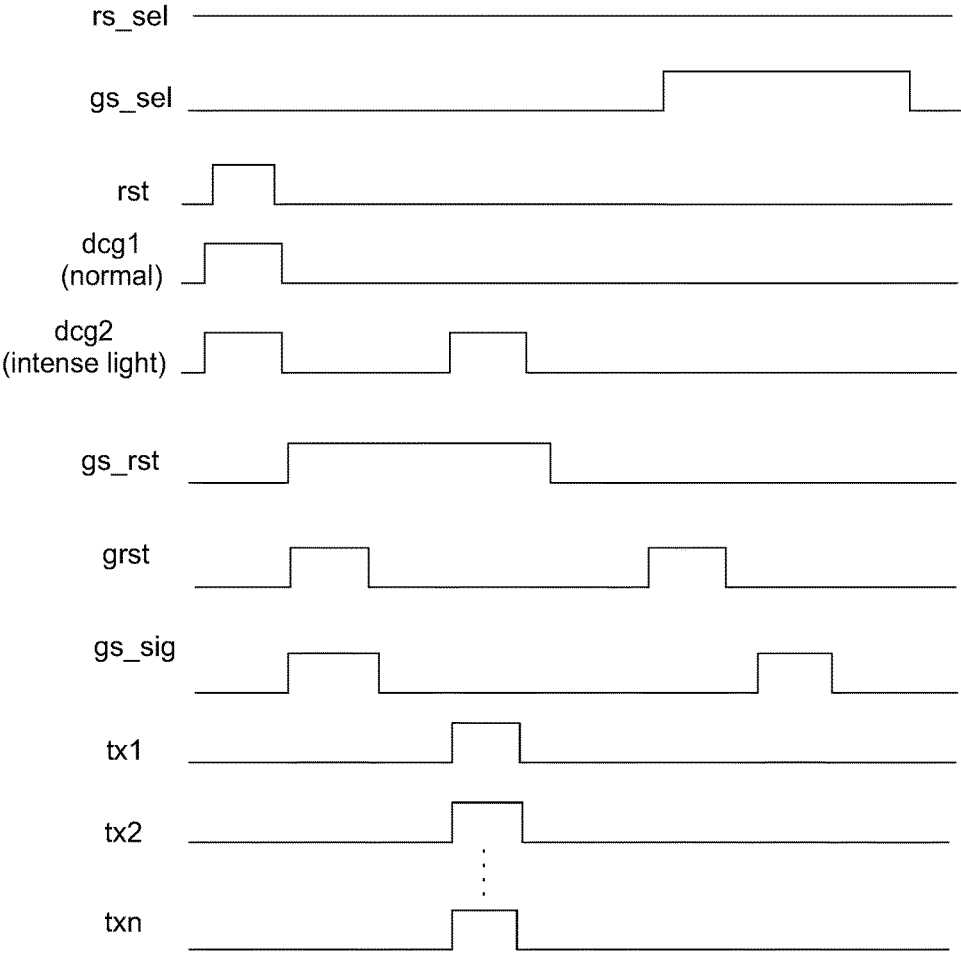 rs_sel
gs_sel
rst
dcg1
(normal)
dcg2
(intense light)
gs_rst
grst
gs_sig
tx1
tx2
txn